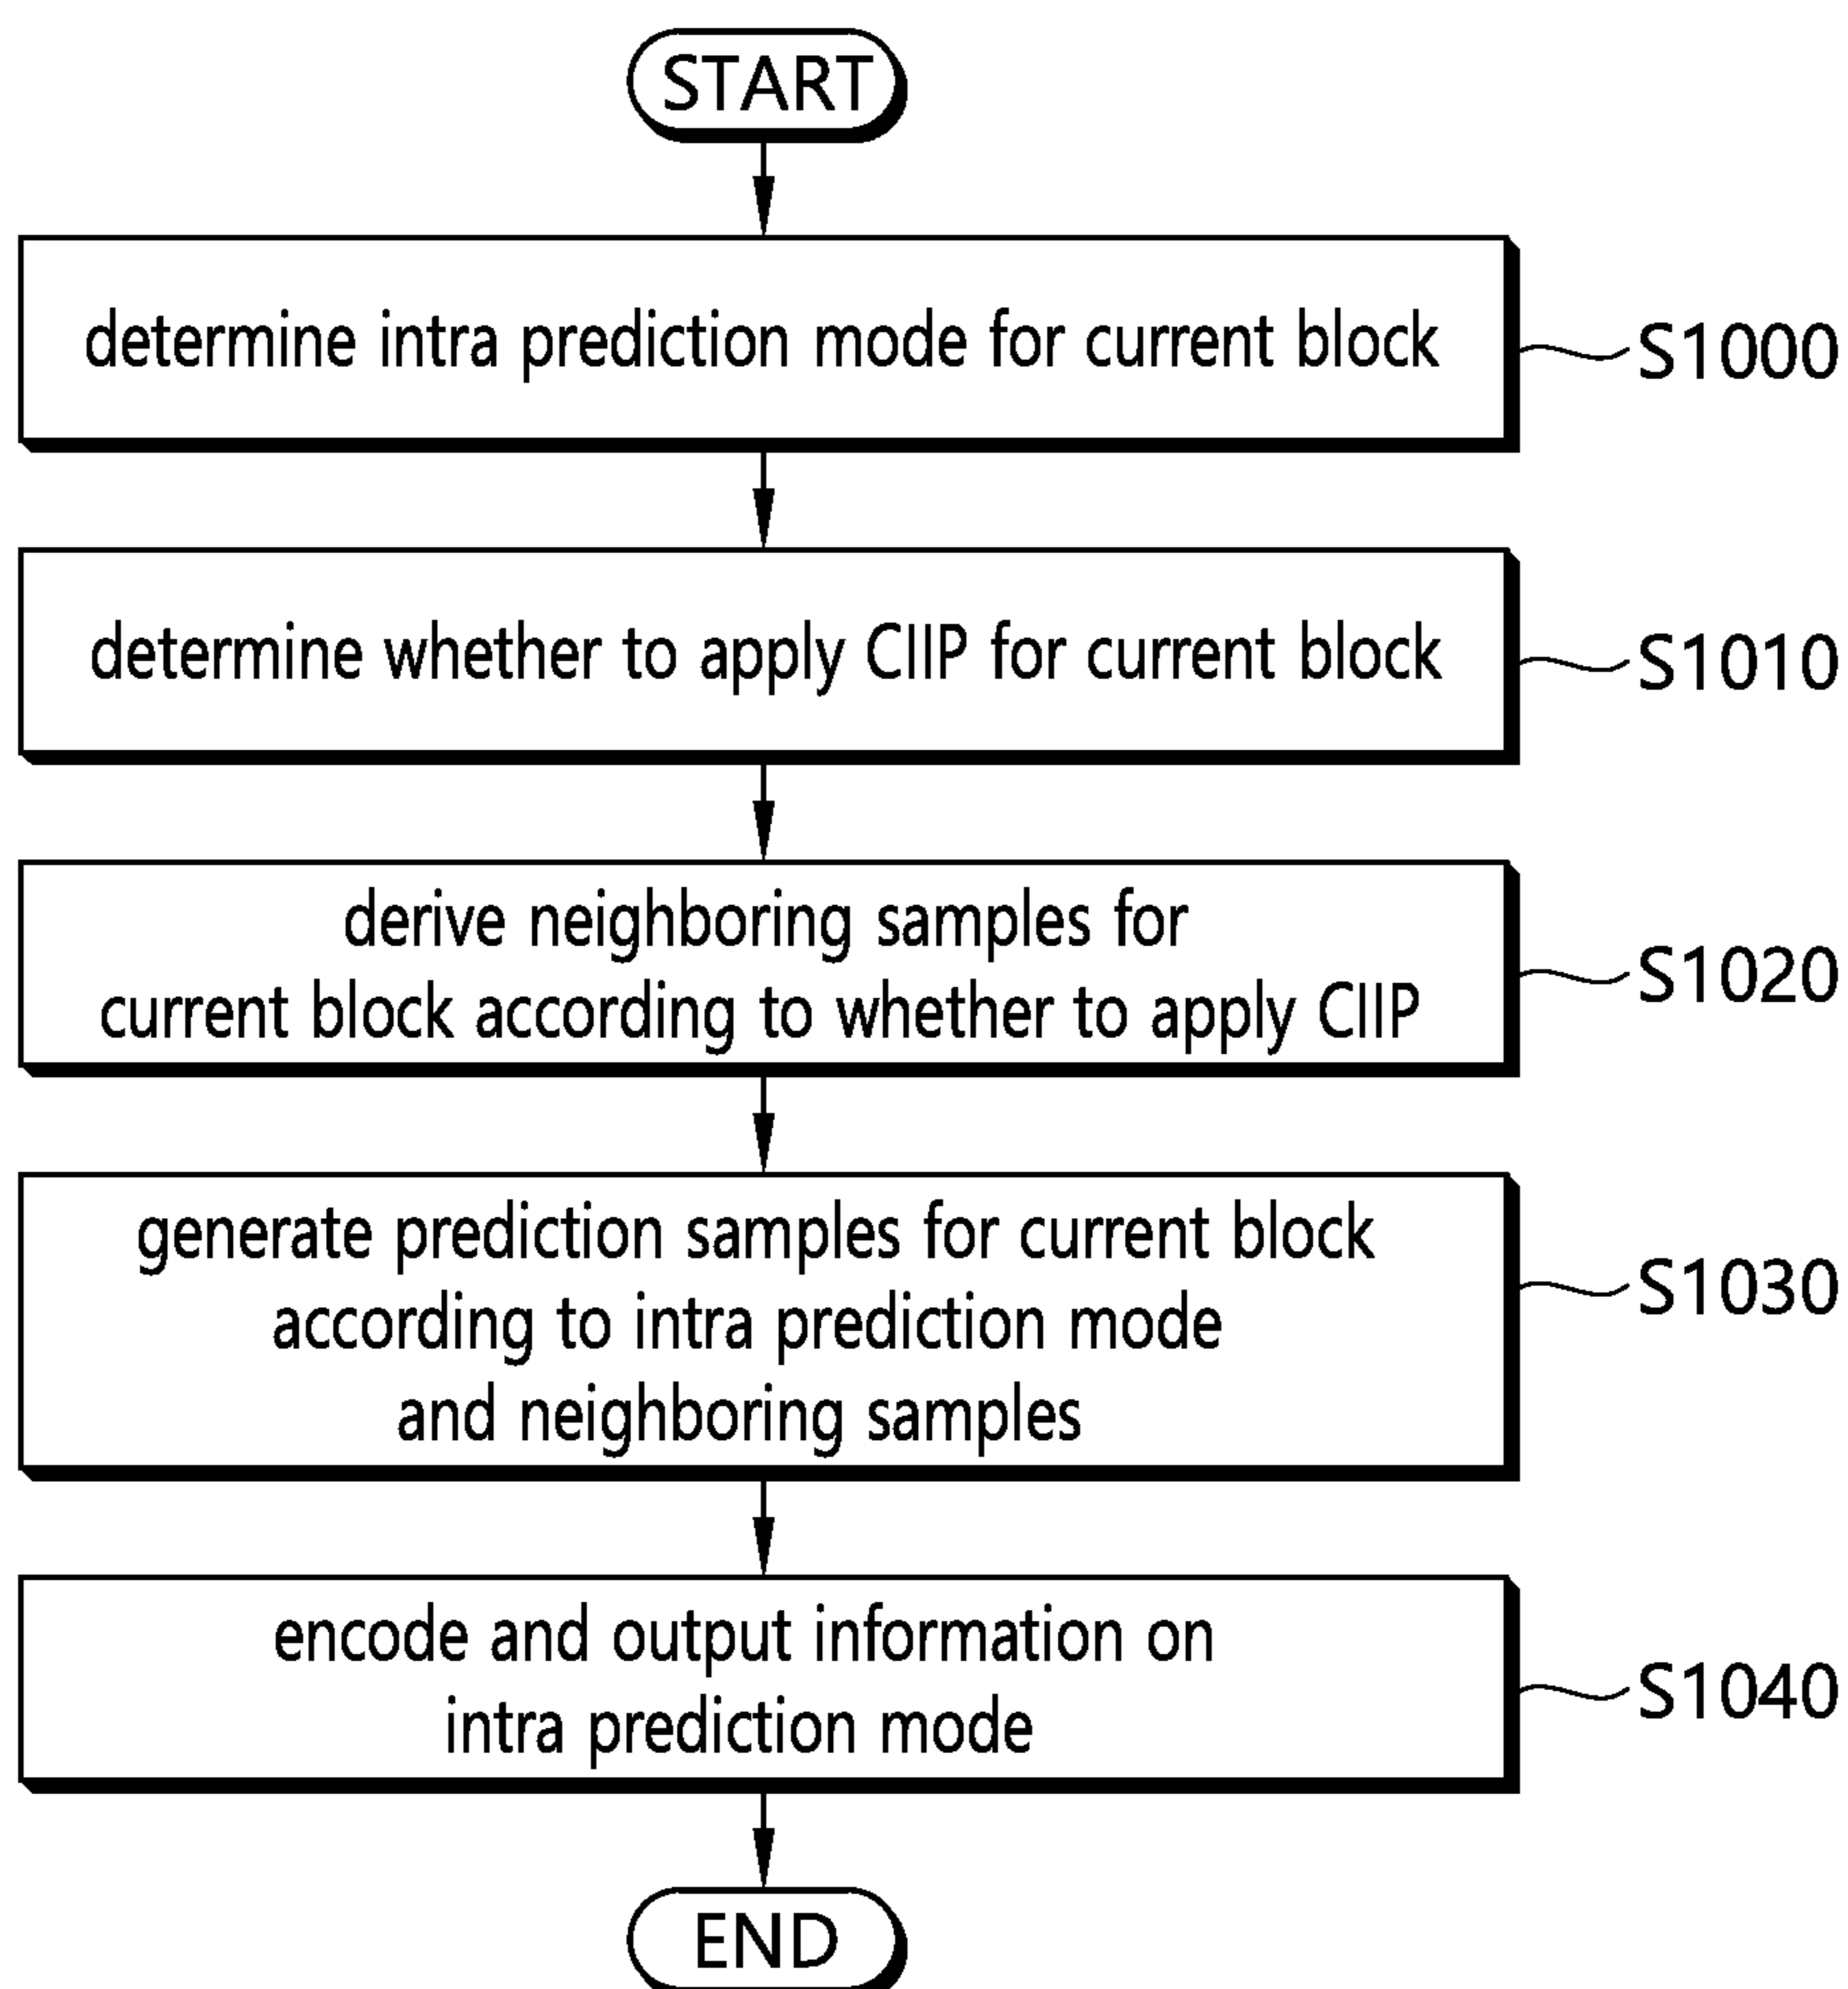 START
determine intra prediction mode for current block
S1000
determine whether to apply CIIP for current block
S1010
derive neighboring samples for
current block according to whether to apply CIIP
S1020
generate prediction samples for current block
according to intra prediction mode
and neighboring samples
S1030
encode and output information on
intra prediction mode
S1040
END